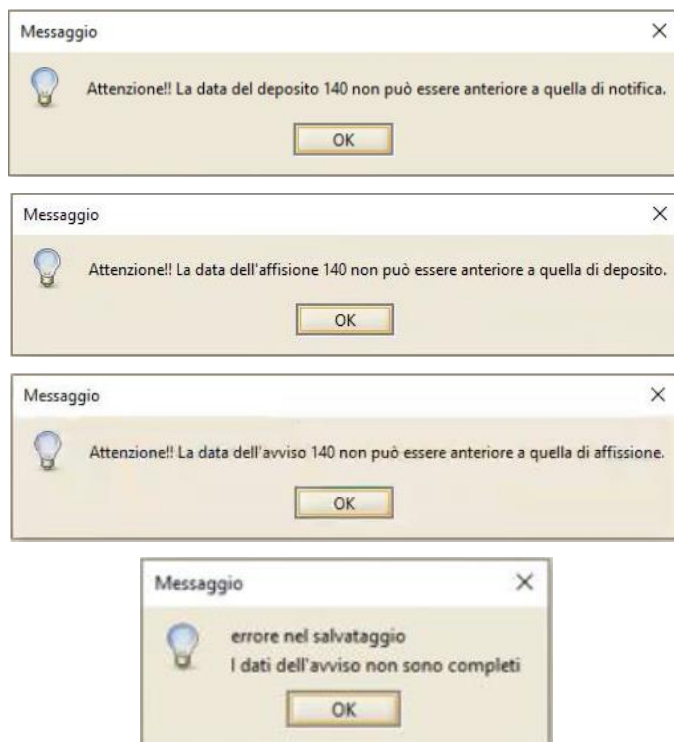 Messaggio
Attenzione!! La data del deposito 140 non può essere anteriore a quella di notifica.
OK
Messaggio
Attenzione!! La data dell'affisione 140 non può essere anteriore a quella di deposito.
OK
Messaggio
Attenzione!! La data dell'avviso 140 non può essere anteriore a quella di affissione.
OK
Messaggio
errore nel salvataggio
I dati dell'avviso non sono completi
OK